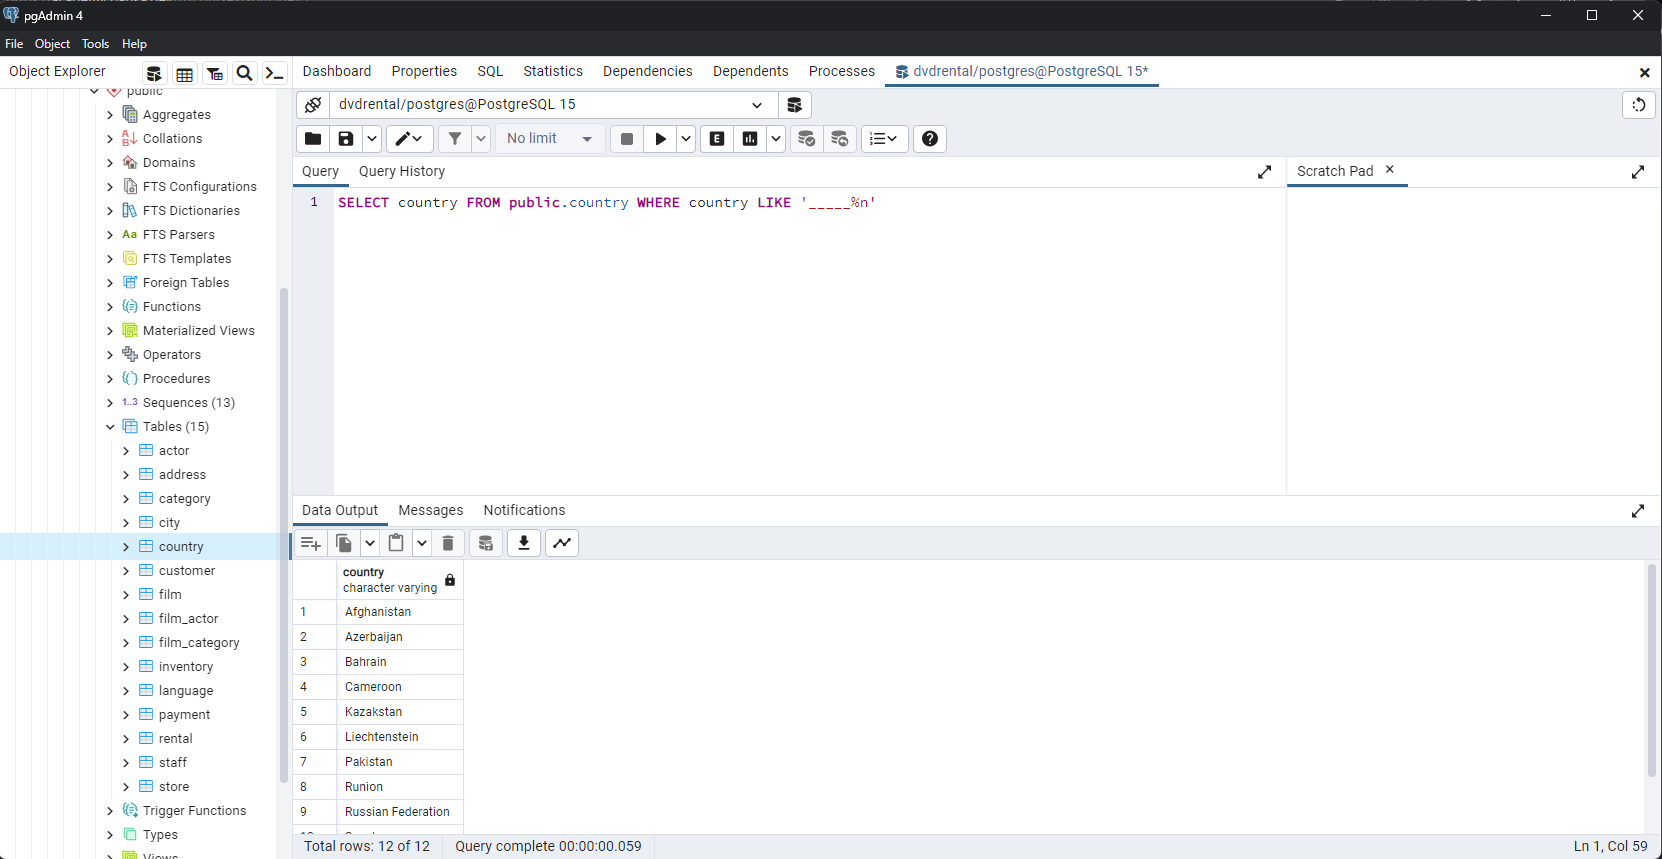 pgAdmin 4
File Object Tools Help
Object Explorer
Dashboard Properties SQL Statistics Dependencies Dependents Processes dvdrental/postgres@PostgreSQL 15*
public
Aggregates
Collations
Domains
FTS Configurations
FTS Dictionaries
Aa FTS Parsers
FTS Templates
Foreign Tables
Functions
Materialized Views
Operators
Procedures
1..3 Sequences (13)
Tables (15)
actor
address
category
city
country
customer
film
film_actor
film_category
inventory
language
payment
rental
staff
store
Trigger Functions
Types
Views
dvdrental/postgres@PostgreSQL 15
No limit
E
Query Query History
Scratch Pad
1 SELECT country FROM public.country WHERE country LIKE '_____%n'
Data Output Messages Notifications
country
character varying
1 Afghanistan
2 Azerbaijan
3 Bahrain
4 Cameroon
5 Kazakstan
6 Liechtenstein
7 Pakistan
8 Runion
9 Russian Federation
Total rows: 12 of 12 Query complete 00:00:00.059 Ln 1, Col 59